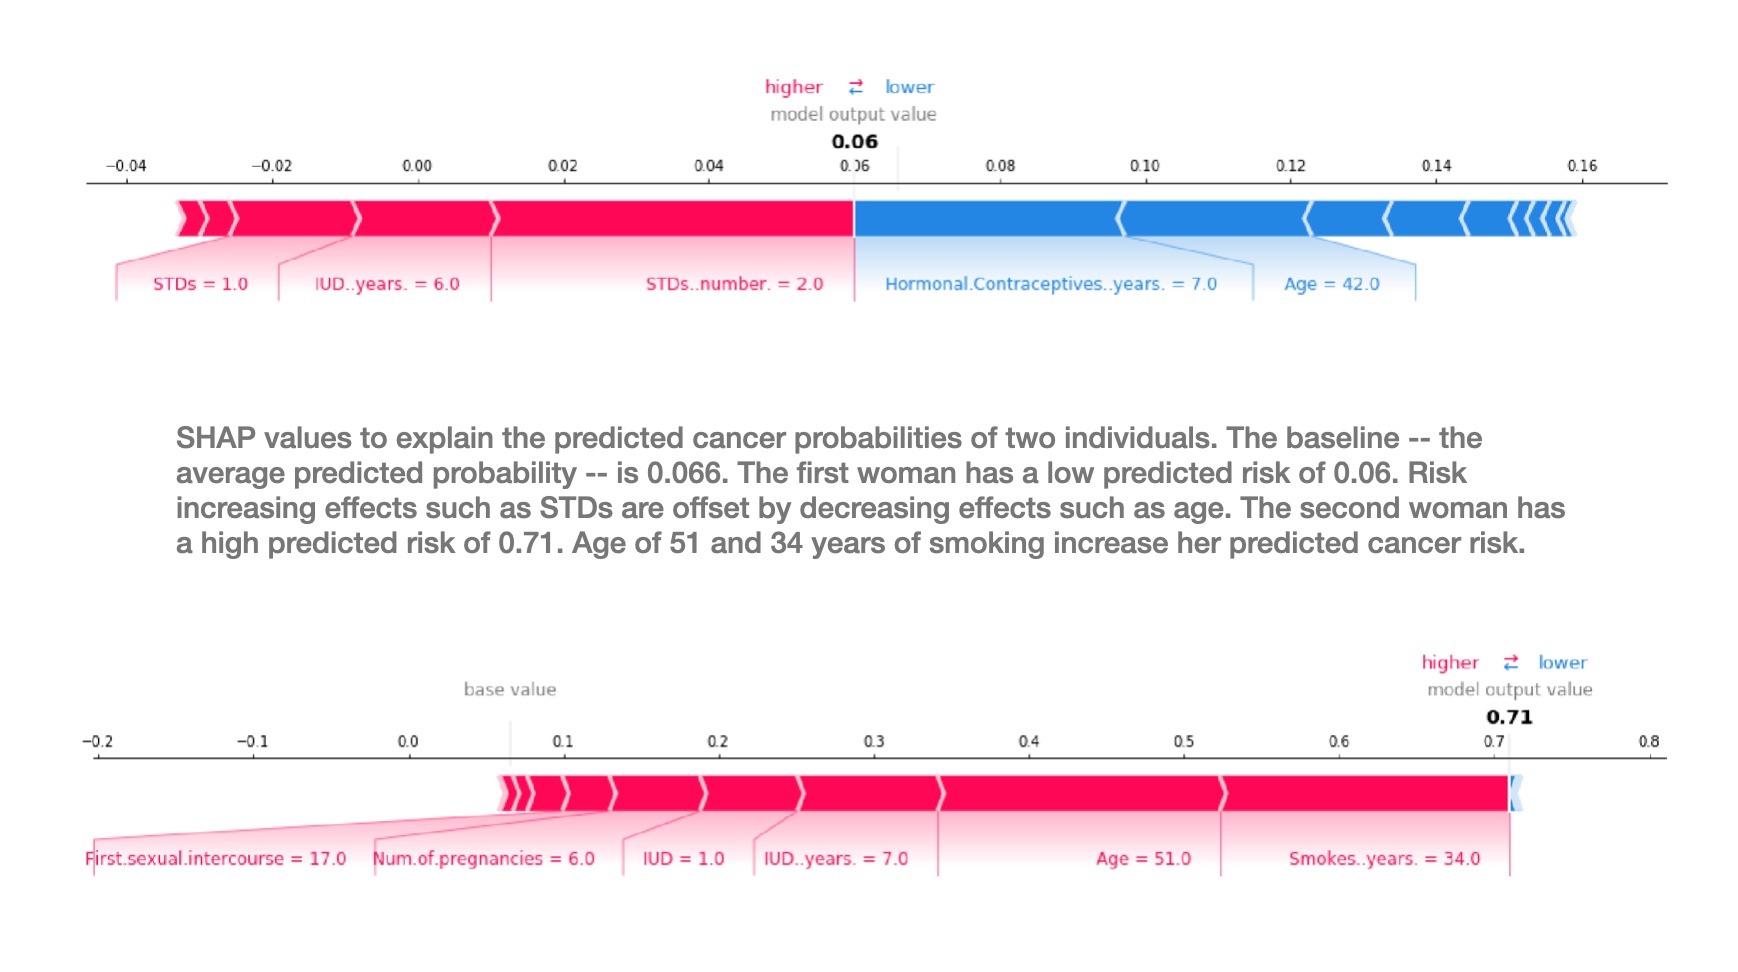 higher ⇄ lower
model output value
0.06
−0.04 −0.02 0.00 0.02 0.04 0.06 0.08 0.10 0.12 0.14 0.16
STDs = 1.0 IUD..years. = 6.0 STDs..number. = 2.0 Hormonal.Contraceptives..years. = 7.0 Age = 42.0
SHAP values to explain the predicted cancer probabilities of two individuals. The baseline -- the
average predicted probability -- is 0.066. The first woman has a low predicted risk of 0.06. Risk
increasing effects such as STDs are offset by decreasing effects such as age. The second woman has
a high predicted risk of 0.71. Age of 51 and 34 years of smoking increase her predicted cancer risk.
higher ⇄ lower
base value model output value
0.71
−0.2 −0.1 0.0 0.1 0.2 0.3 0.4 0.5 0.6 0.7 0.8
First.sexual.intercourse = 17.0 Num.of.pregnancies = 6.0 IUD = 1.0 IUD..years. = 7.0 Age = 51.0 Smokes..years. = 34.0